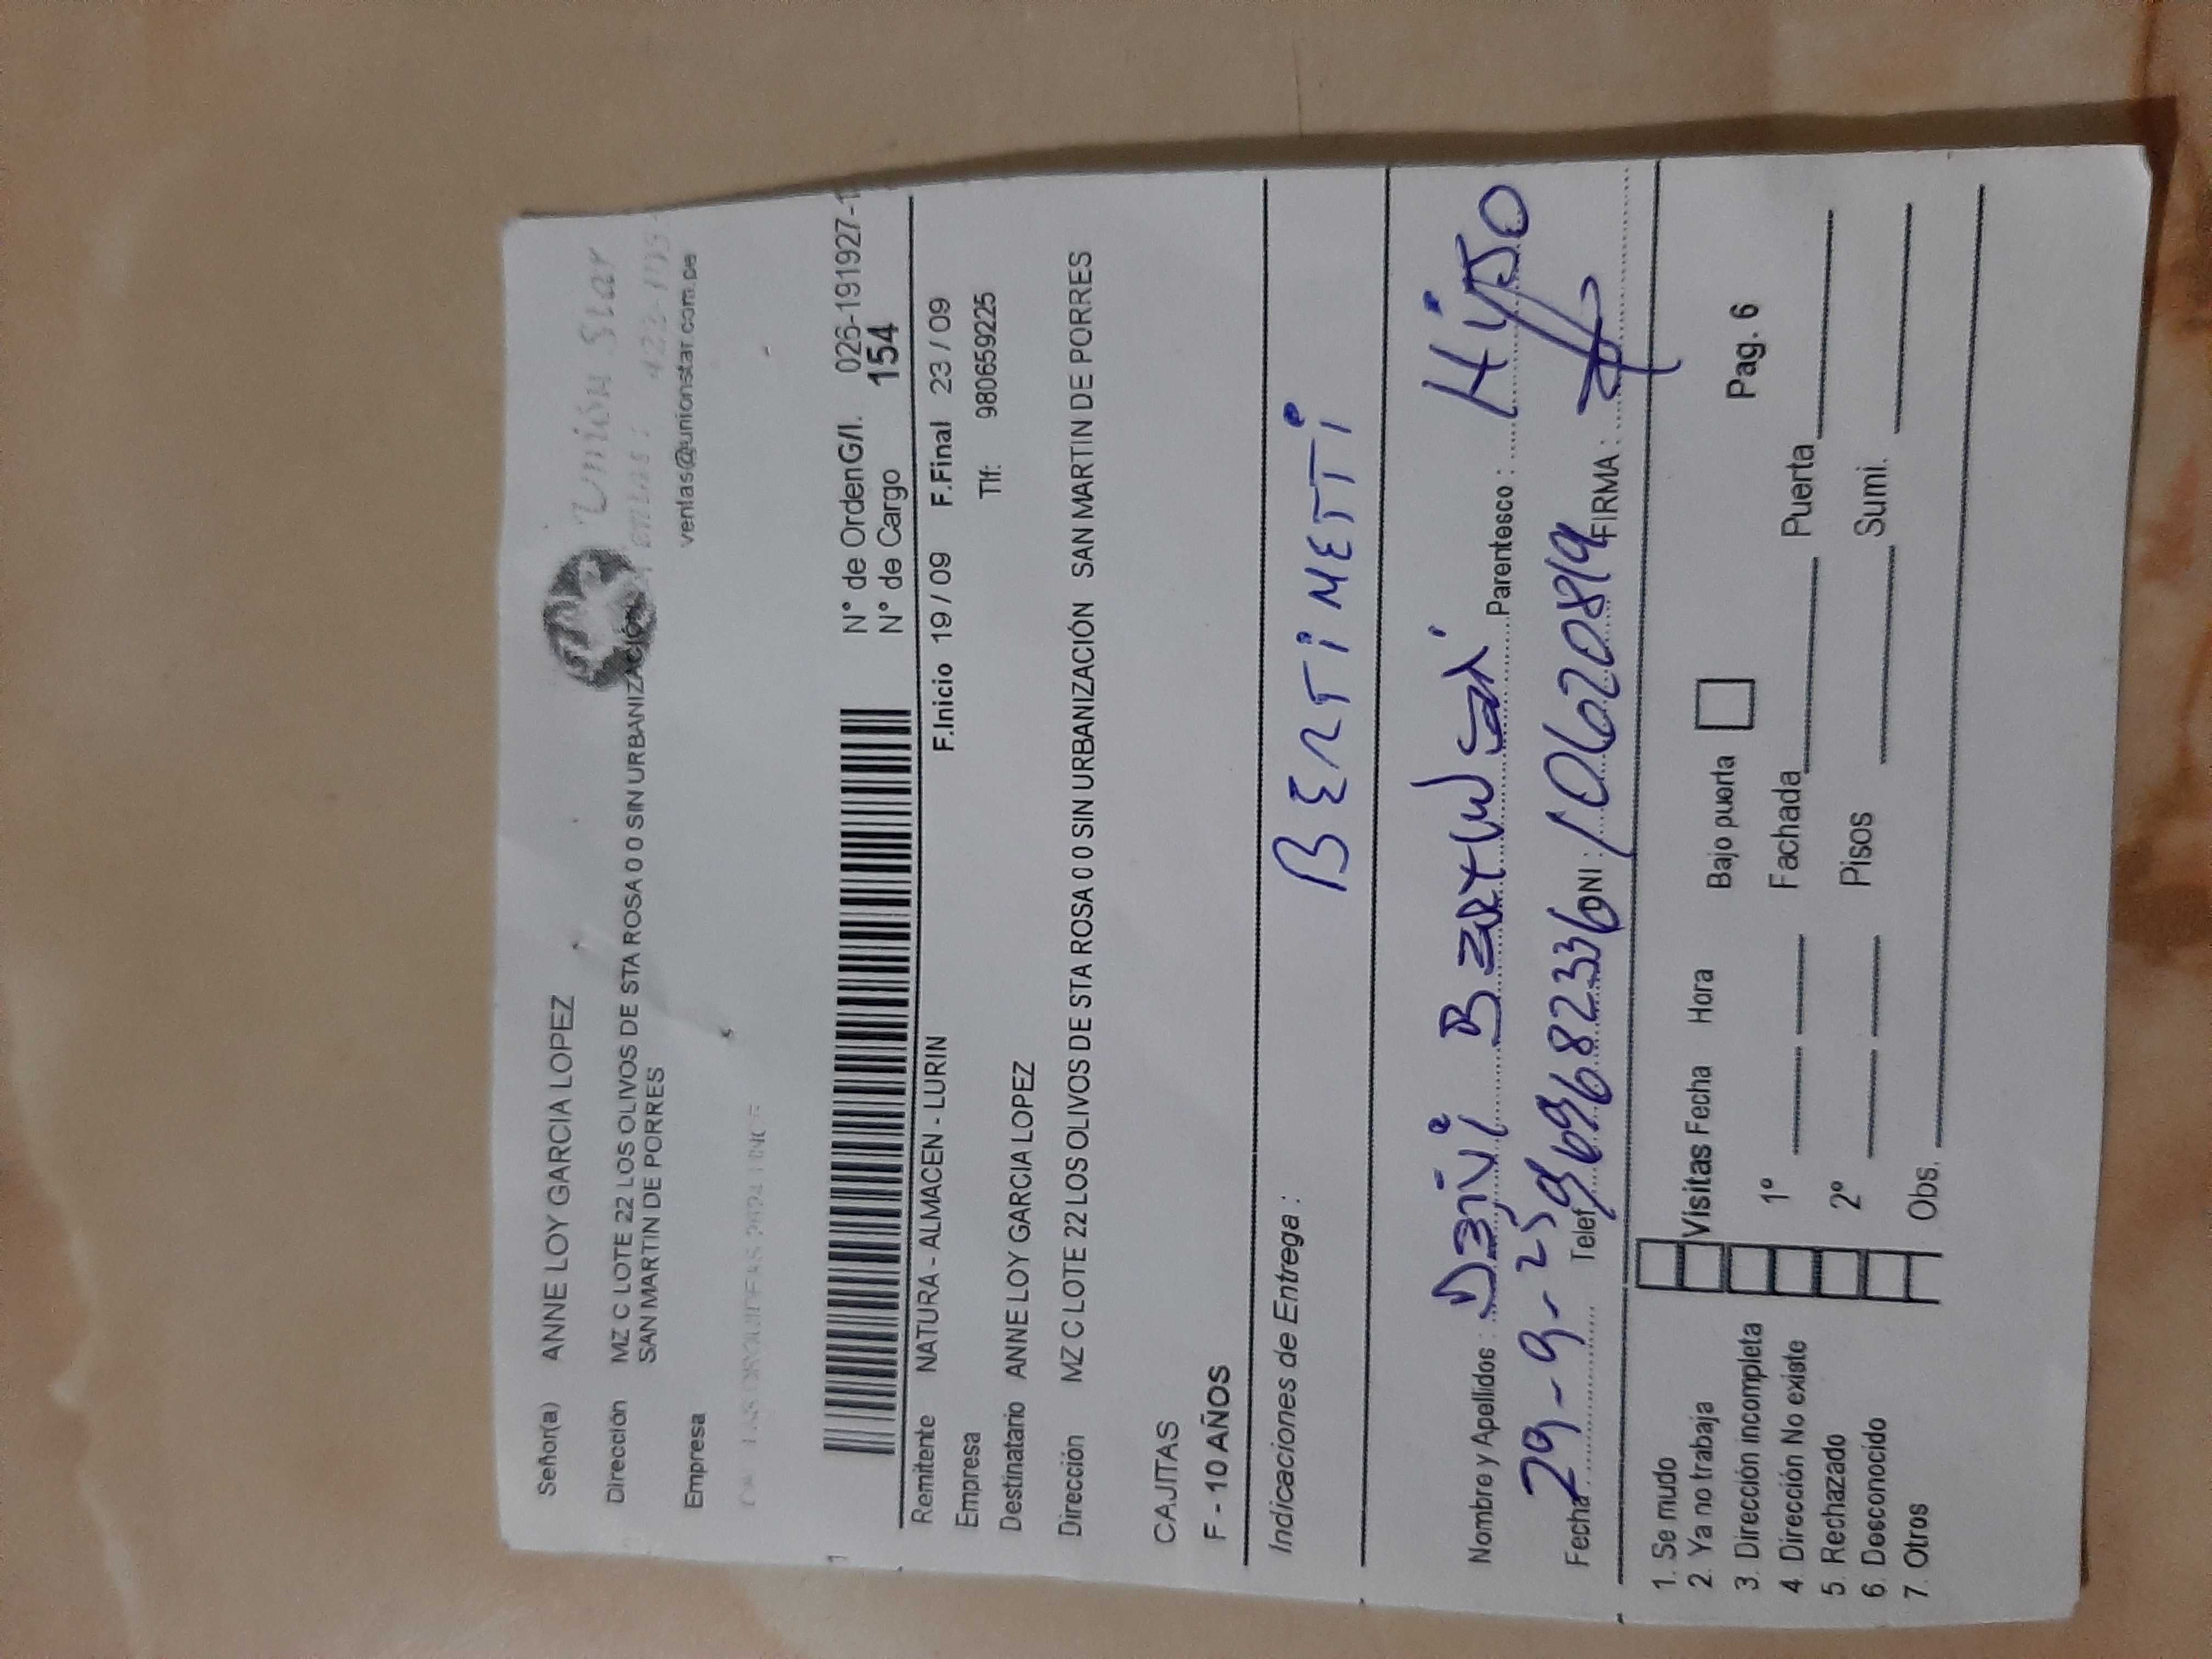 Señor(a) ANNE LOY GARCIA LOPEZ
Unión Star
Dirección MZ C LOTE 22 LOS OLIVOS DE STA ROSA 0 0 SIN URBANIZACIÓN
SAN MARTIN DE PORRES
ventas@unionstar.com.pe
Empresa
N° de OrdenG/I. 026-191927-1
N° de Cargo 154
Remitente NATURA - ALMACEN - LURIN F.Inicio 19 / 09 F.Final 23 / 09
Empresa Tlf: 980659225
Destinatario ANNE LOY GARCIA LOPEZ
Dirección MZ C LOTE 22 LOS OLIVOS DE STA ROSA 0 0 SIN URBANIZACIÓN SAN MARTIN DE PORRES
CAJITAS
F - 10 AÑOS
Indicaciones de Entrega :
Nombre y Apellidos : Parentesco : Hijo
Fecha 29-9-25 Telef 969682336 DNI : 10620819 FIRMA :
1. Se mudo
2. Ya no trabaja
3. Dirección incompleta
4 Dirección No existe
5. Rechazado
6. Desconocido
7. Otros
Visitas Fecha Hora Bajo puerta Pag. 6
1º Fachada Puerta
2º Pisos Sumi.
Obs.